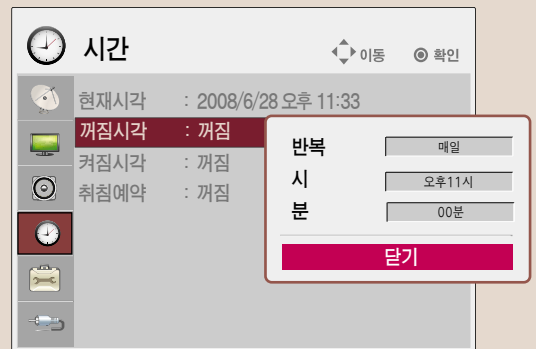 시간
이동 확인
현재시각 : 2008/6/28 오후 11:33
꺼짐시각 : 꺼짐
켜짐시각 : 꺼짐
취침예약 : 꺼짐
반복 매일
시 오후11시
분 00분
닫기